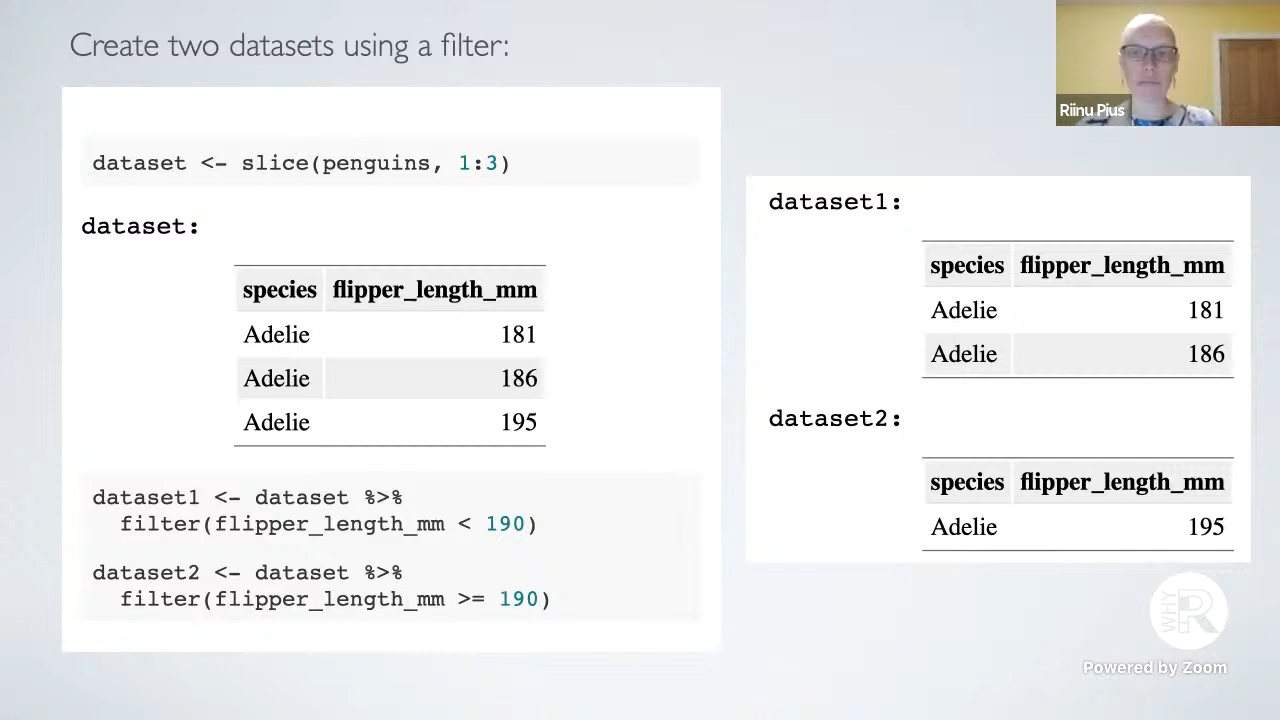 Create two datasets using a filter:
Riinu Pius
dataset <- slice(penguins, 1:3)
dataset:
species flipper_length_mm
Adelie 181
Adelie 186
Adelie 195
dataset1 <- dataset %>%
filter(flipper_length_mm < 190)
dataset2 <- dataset %>%
filter(flipper_length_mm >= 190)
dataset1:
species flipper_length_mm
Adelie 181
Adelie 186
dataset2:
species flipper_length_mm
Adelie 195
WHY R
Powered by Zoom